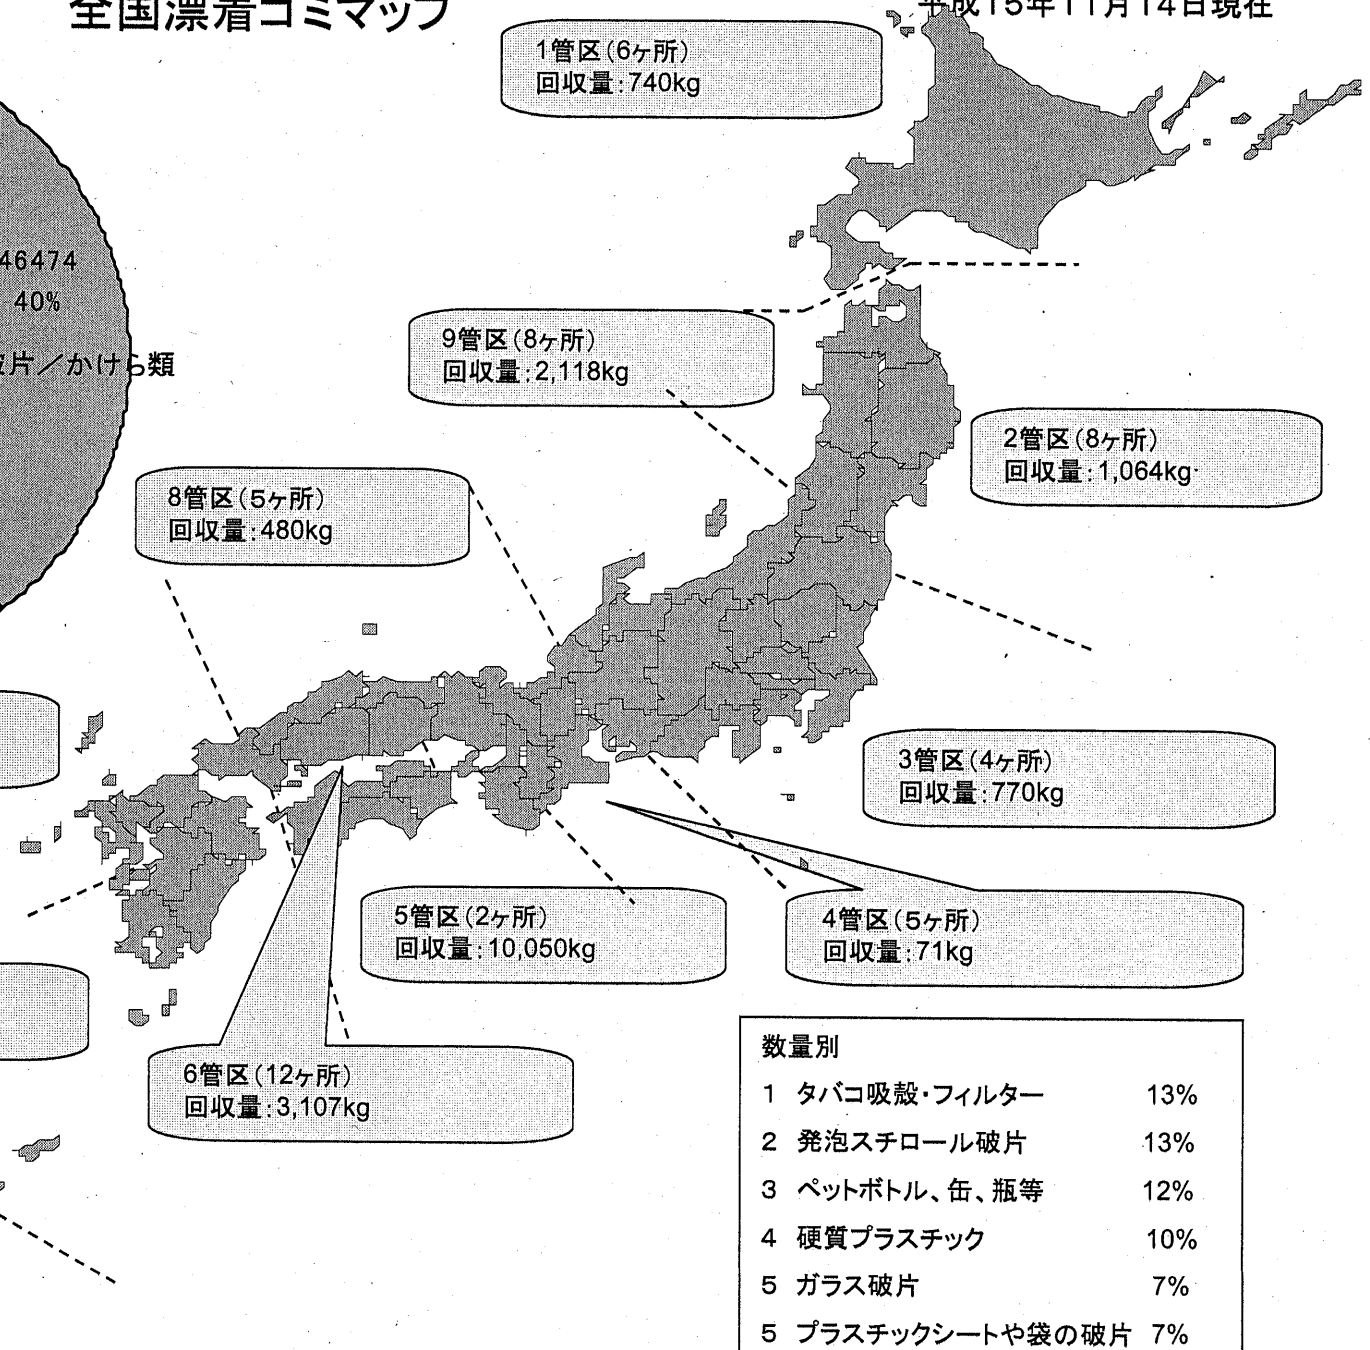 全国漂着ゴミマップ
平成15年11月14日現在
1管区(6ヶ所)
回収量:740kg
46474
40%
片／かけら類
9管区(8ヶ所)
回収量:2,118kg
2管区(8ヶ所)
回収量:1,064kg
8管区(5ヶ所)
回収量:480kg
3管区(4ヶ所)
回収量:770kg
5管区(2ヶ所)
回収量:10,050kg
4管区(5ヶ所)
回収量:71kg
6管区(12ヶ所)
回収量:3,107kg
数量別
1 タバコ吸殻・フィルター 13%
2 発泡スチロール破片 13%
3 ペットボトル、缶、瓶等 12%
4 硬質プラスチック 10%
5 ガラス破片 7%
5 プラスチックシートや袋の破片 7%